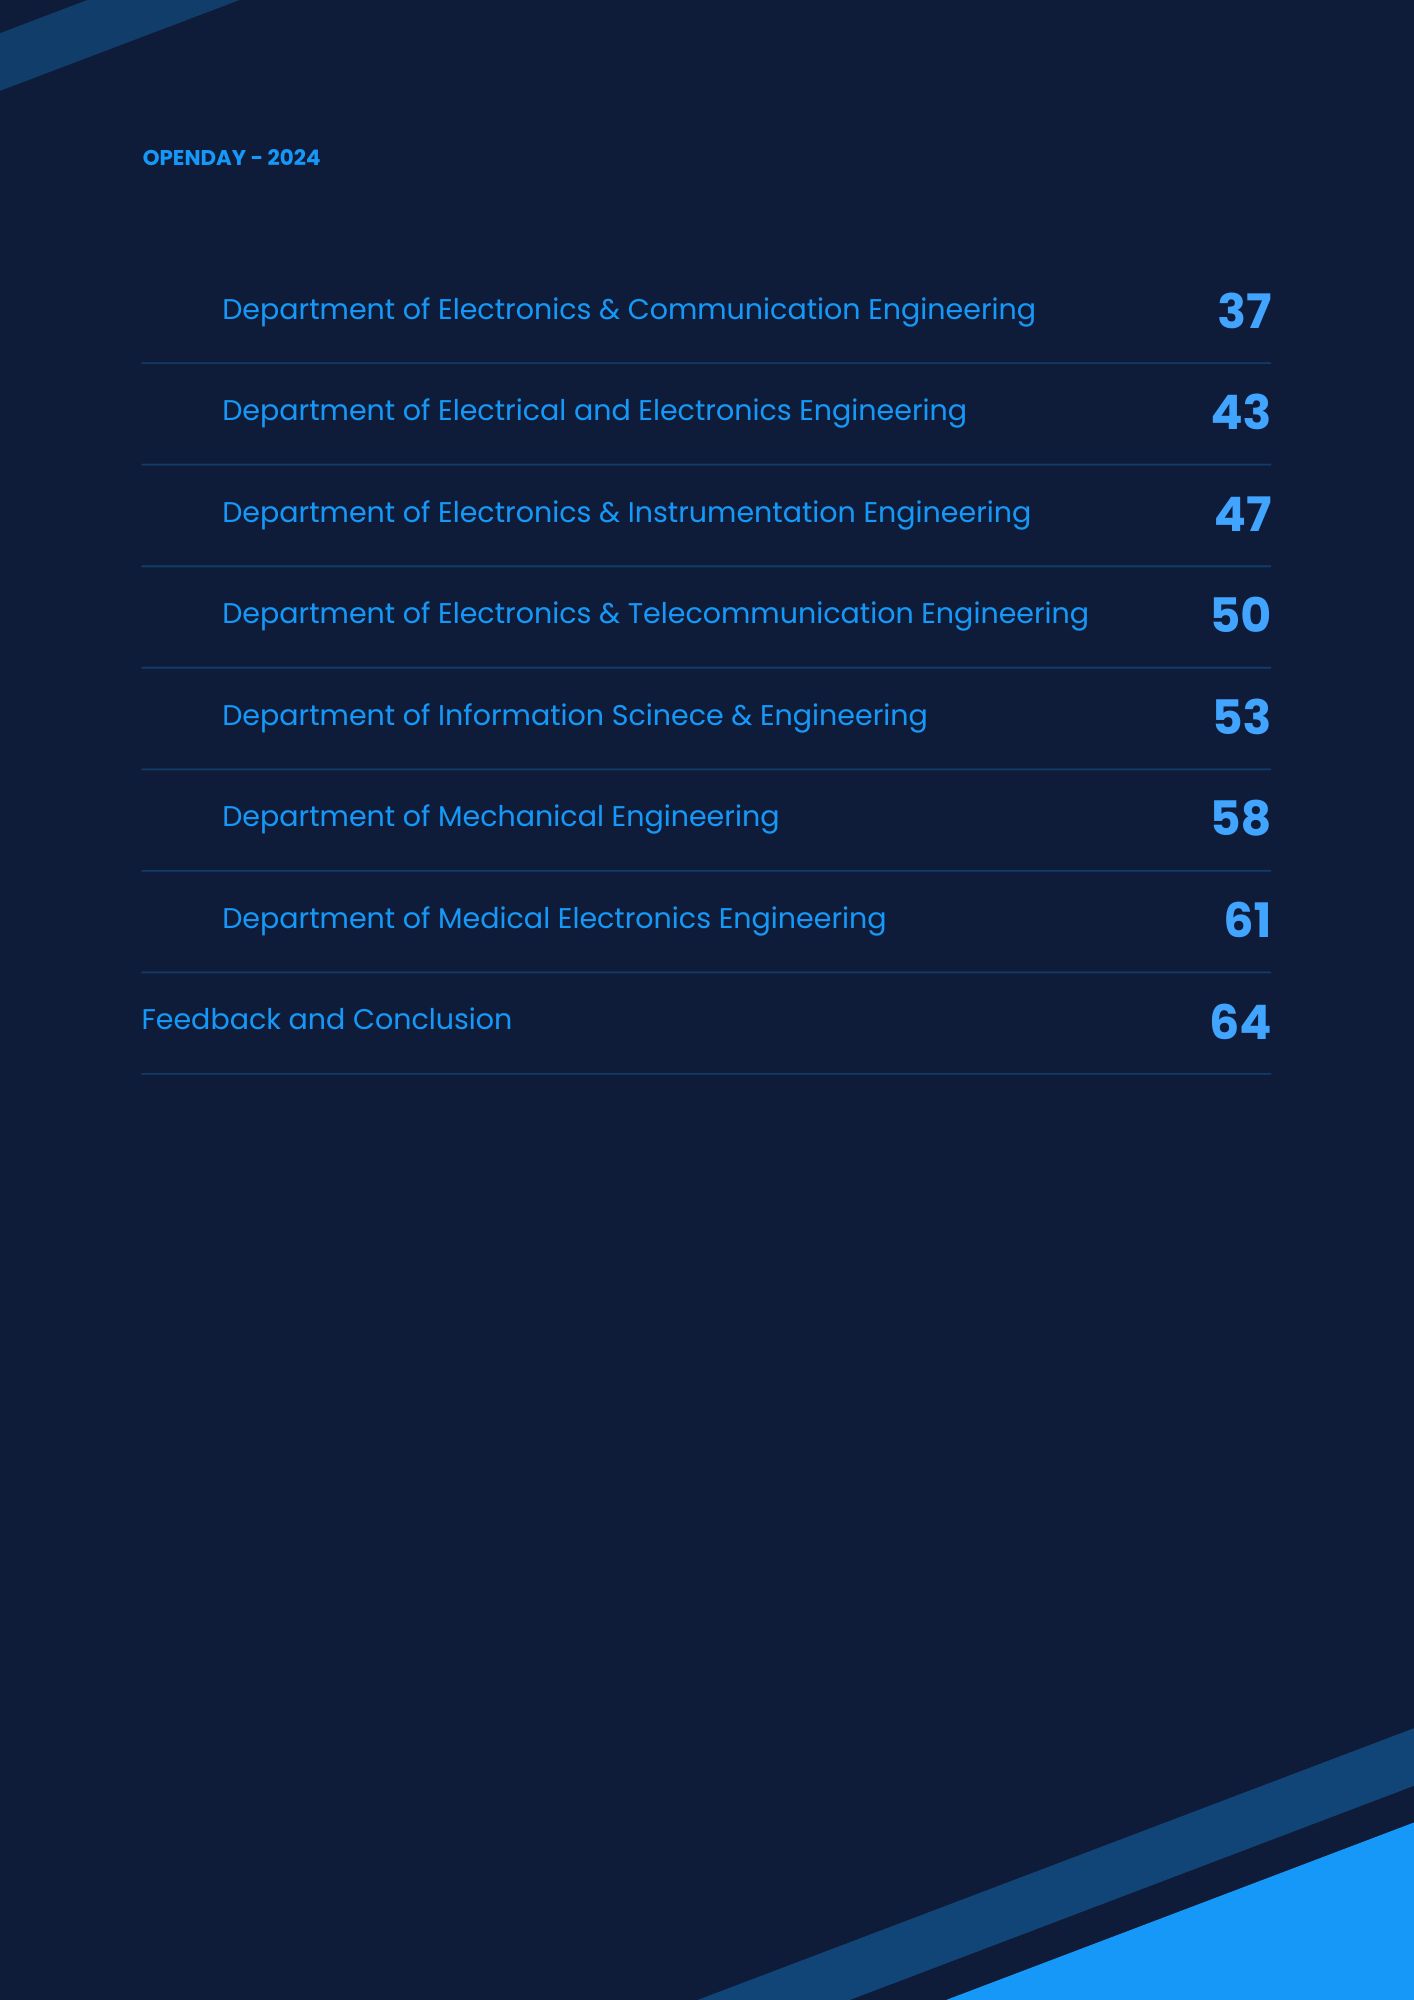 OPENDAY - 2024
Department of Electronics & Communication Engineering 37
Department of Electrical and Electronics Engineering 43
Department of Electronics & Instrumentation Engineering 47
Department of Electronics & Telecommunication Engineering 50
Department of Information Scinece & Engineering 53
Department of Mechanical Engineering 58
Department of Medical Electronics Engineering 61
Feedback and Conclusion 64